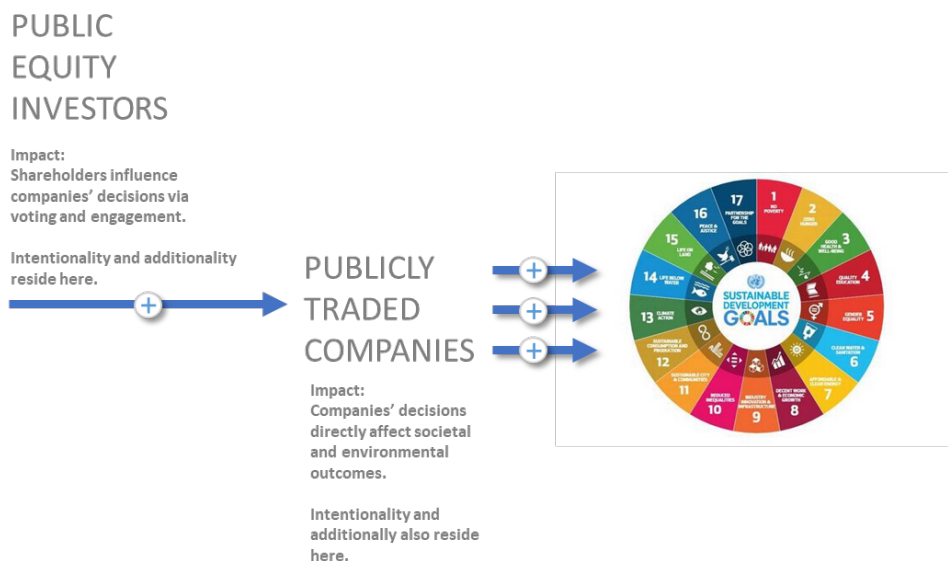 PUBLIC
EQUITY
INVESTORS
Impact:
Shareholders influence
companies’ decisions via
voting and engagement.
Intentionality and additionality
reside here.
PUBLICLY
TRADED
COMPANIES
Impact:
Companies’ decisions
directly affect societal
and environmental
outcomes.
Intentionality and
additionally also reside
here.
SUSTAINABLE
DEVELOPMENT
GOALS
1
NO
POVERTY
2
ZERO
HUNGER
3
GOOD
HEALTH &
WELL-BEING
4
QUALITY
EDUCATION
5
GENDER
EQUALITY
6
CLEAN WATER &
SANITATION
7
AFFORDABLE &
CLEAN ENERGY
8
DECENT WORK
& ECONOMIC
GROWTH
9
INDUSTRY
INNOVATION &
INFRASTRUCTURE
10
REDUCED
INEQUALITIES
11
SUSTAINABLE CITY
& COMMUNITIES
12
SUSTAINABLE
CONSUMPTION AND
PRODUCTION
13
CLIMATE
ACTION
14
LIFE BELOW
WATER
15
LIFE ON
LAND
16
PEACE &
JUSTICE
17
PARTNERSHIP
FOR THE
GOALS